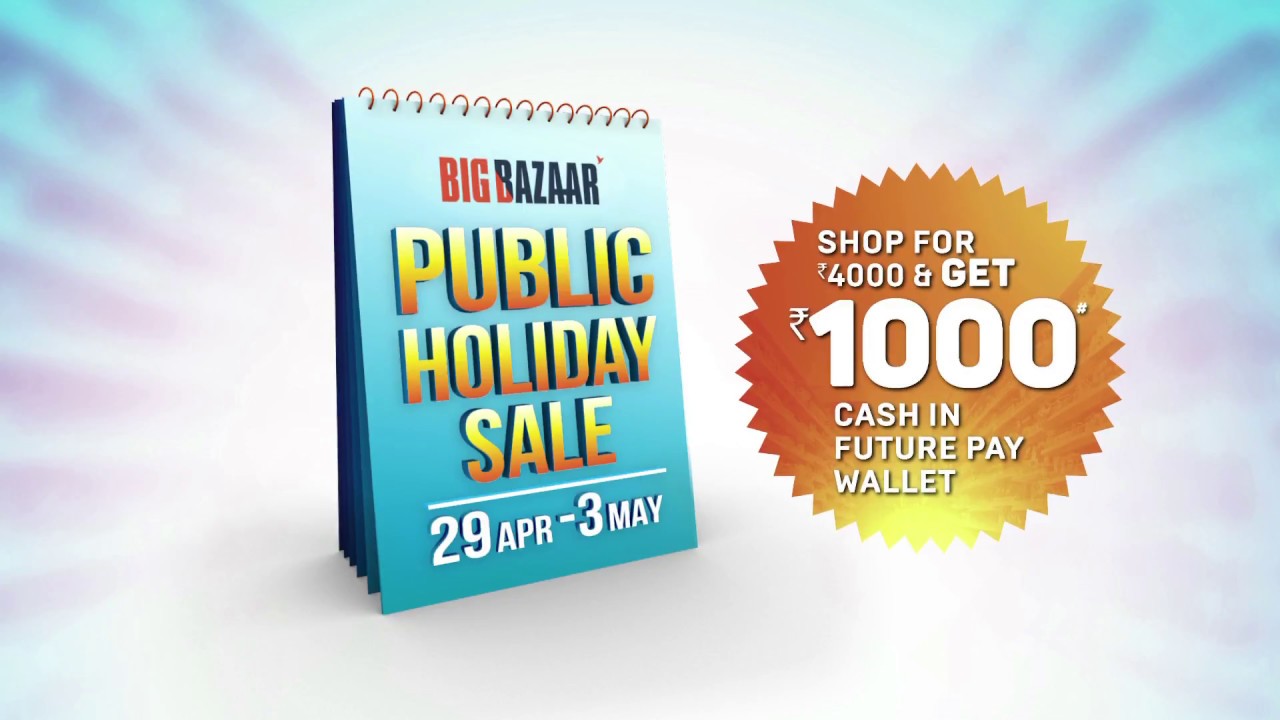 BIG BAZAAR
PUBLIC
HOLIDAY
SALE
29 APR - 3 MAY
SHOP FOR
₹4000 & GET
₹1000#
CASH IN
FUTURE PAY
WALLET